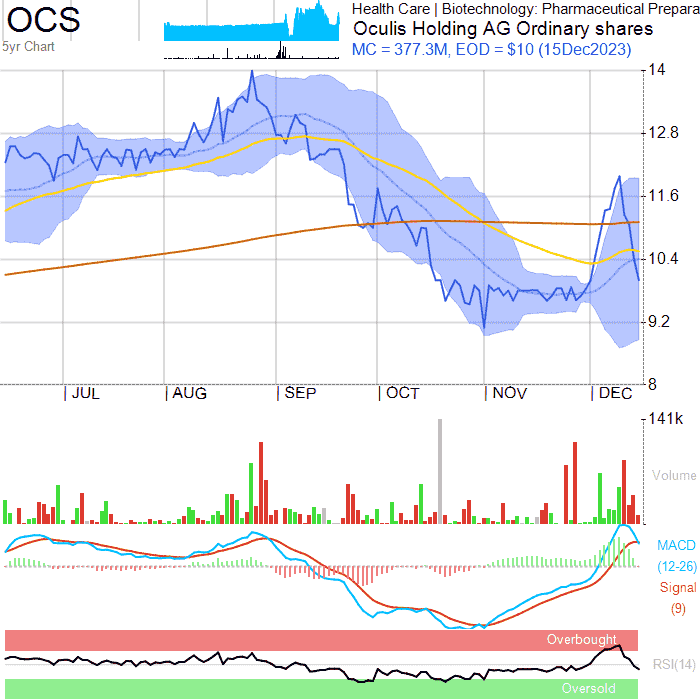 OCS
5yr Chart
Health Care | Biotechnology: Pharmaceutical Prepara
Oculis Holding AG Ordinary shares
MC = 377.3M, EOD = $10 (15Dec2023)
14
12.8
11.6
10.4
9.2
8
JUL
AUG
SEP
OCT
NOV
DEC
141k
Volume
MACD
(12-26)
Signal
(9)
Overbought
RSI(14)
Oversold